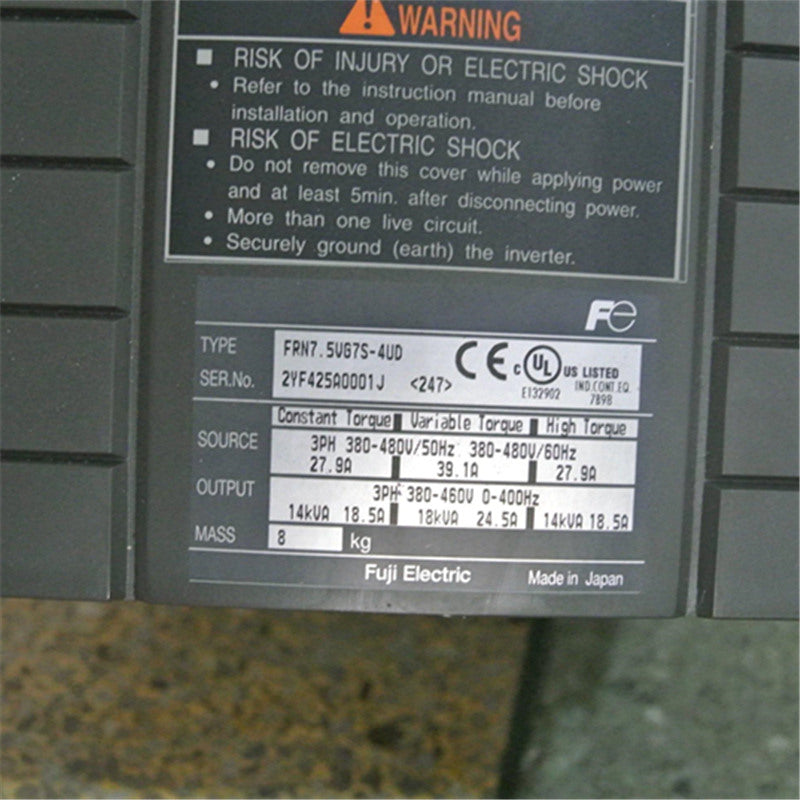 WARNING
■ RISK OF INJURY OR ELECTRIC SHOCK
• Refer to the instruction manual before
installation and operation.
■ RISK OF ELECTRIC SHOCK
• Do not remove this cover while applying power
and at least 5min. after disconnecting power.
• More than one live circuit.
• Securely ground (earth) the inverter.
Fe
TYPE FRN7.5VG7S-4UD CE c UL US LISTED
SER.No. 2YF425A0001J <247> E132902 IND.CONT.EQ.
7898
Constant Torque Variable Torque High Torque
SOURCE 3PH 380-480V/50Hz 380-480V/60Hz
27.9A 39.1A 27.9A
OUTPUT 3PH 380-460V 0-400Hz
14kVA 18.5A 18kVA 24.5A 14kVA 18.5A
MASS 8 kg
Fuji Electric Made in Japan